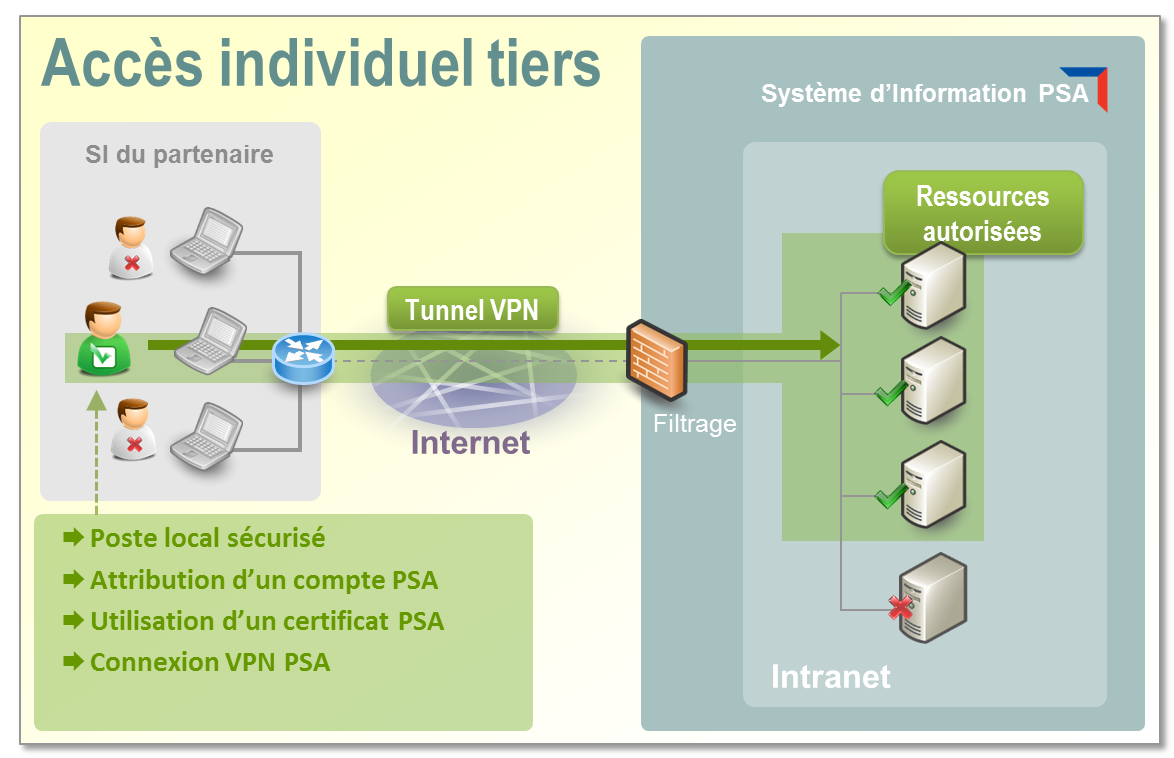 Accès individuel tiers
Système d’Information PSA
SI du partenaire
Ressources
autorisées
Tunnel VPN
Filtrage
Internet
Poste local sécurisé
Attribution d’un compte PSA
Utilisation d’un certificat PSA
Connexion VPN PSA
Intranet